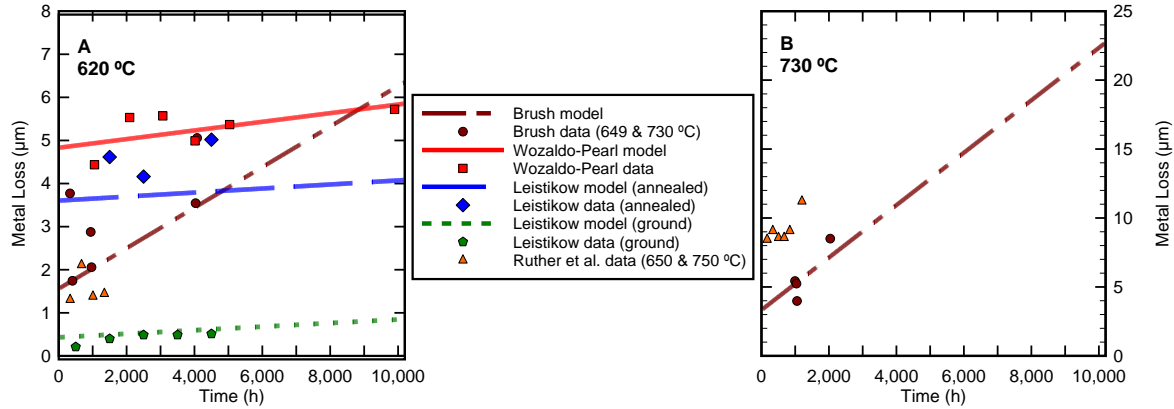 A
620 ºC
8
7
6
5
4
3
2
1
0
Metal Loss (µm)
0
2,000
4,000
6,000
8,000
10,000
Time (h)
Brush model
Brush data (649 & 730 ºC)
Wozaldo-Pearl model
Wozaldo-Pearl data
Leistikow model (annealed)
Leistikow data (annealed)
Leistikow model (ground)
Leistikow data (ground)
Ruther et al. data (650 & 750 ºC)
B
730 ºC
25
20
15
10
5
0
Metal Loss (µm)
0
2,000
4,000
6,000
8,000
10,000
Time (h)